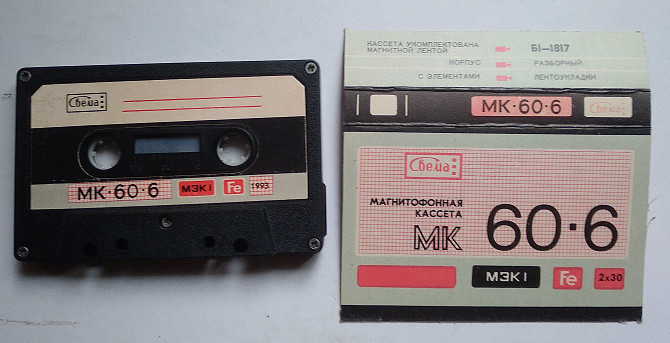 Свема
МК·60·6
МЭК I
Fe
1993
КАССЕТА УКОМПЛЕКТОВАНА
МАГНИТНОЙ ЛЕНТОЙ
Б1—1817
КОРПУС
РАЗБОРНЫЙ
С ЭЛЕМЕНТАМИ
ЛЕНТОУКЛАДКИ
МК·60·6
Свема
Свема
МАГНИТОФОННАЯ
КАССЕТА
МК
60·6
МЭК I
Fe
2х30